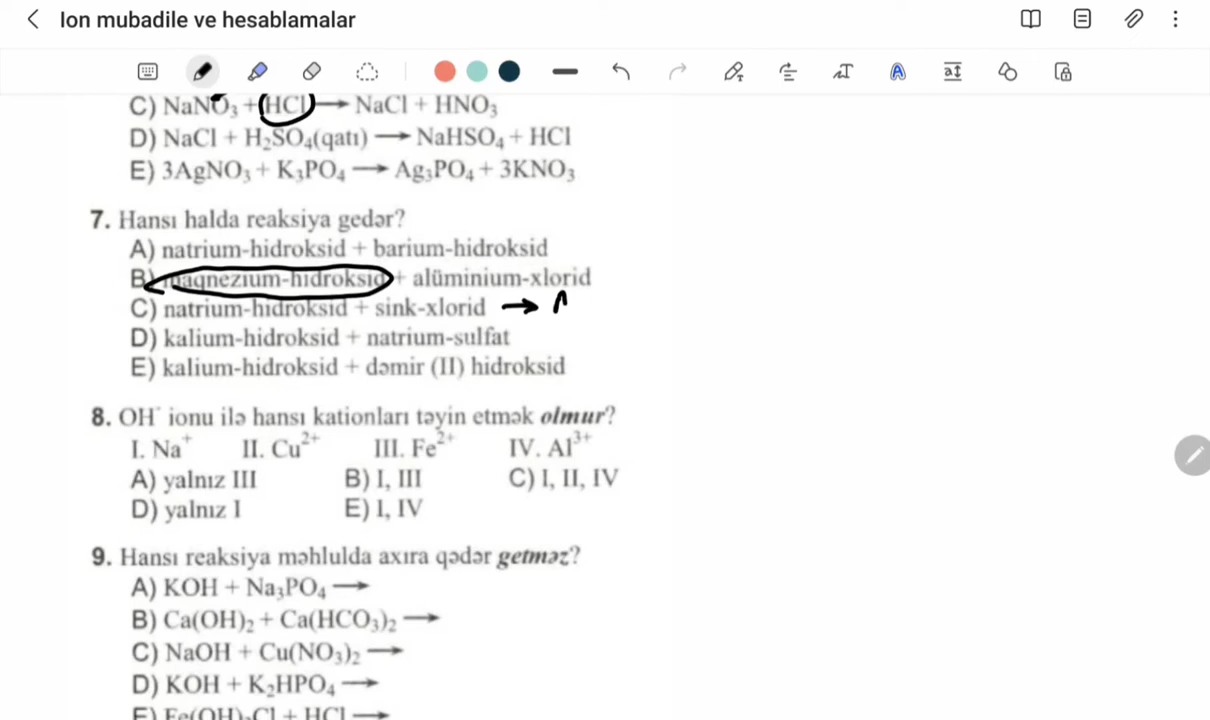 Ion mubadile ve hesablamalar
C) NaNO₃ + HCl → NaCl + HNO₃
D) NaCl + H₂SO₄(qatı) → NaHSO₄ + HCl
E) 3AgNO₃ + K₃PO₄ → Ag₃PO₄ + 3KNO₃
7. Hansı halda reaksiya gedər?
A) natrium-hidroksid + barium-hidroksid
B) maqnezium-hidroksid + alüminium-xlorid
C) natrium-hidroksid + sink-xlorid →
D) kalium-hidroksid + natrium-sulfat
E) kalium-hidroksid + dəmir (II) hidroksid
8. OH⁻ ionu ilə hansı kationları təyin etmək olmur?
I. Na⁺ II. Cu²⁺ III. Fe²⁺ IV. Al³⁺
A) yalnız III B) I, III C) I, II, IV
D) yalnız I E) I, IV
9. Hansı reaksiya məhlulda axıra qədər getməz?
A) KOH + Na₃PO₄ →
B) Ca(OH)₂ + Ca(HCO₃)₂ →
C) NaOH + Cu(NO₃)₂ →
D) KOH + K₂HPO₄ →
E) Fe(OH)₂Cl + HCl →